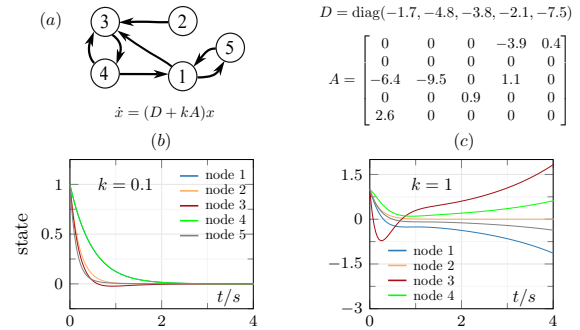 (a)
3
2
5
4
1
ẋ = (D + kA)x
D = diag(−1.7, −4.8, −3.8, −2.1, −7.5)
A =
0 0 0 −3.9 0.4
0 0 0 0 0
−6.4 −9.5 0 1.1 0
0 0 0.9 0 0
2.6 0 0 0 0
(b)
k = 0.1
node 1
node 2
node 3
node 4
node 5
state
1
0.5
0
0 2 4
t/s
(c)
k = 1
node 1
node 2
node 3
node 4
1.5
0
−1.5
−3
0 2 4
t/s